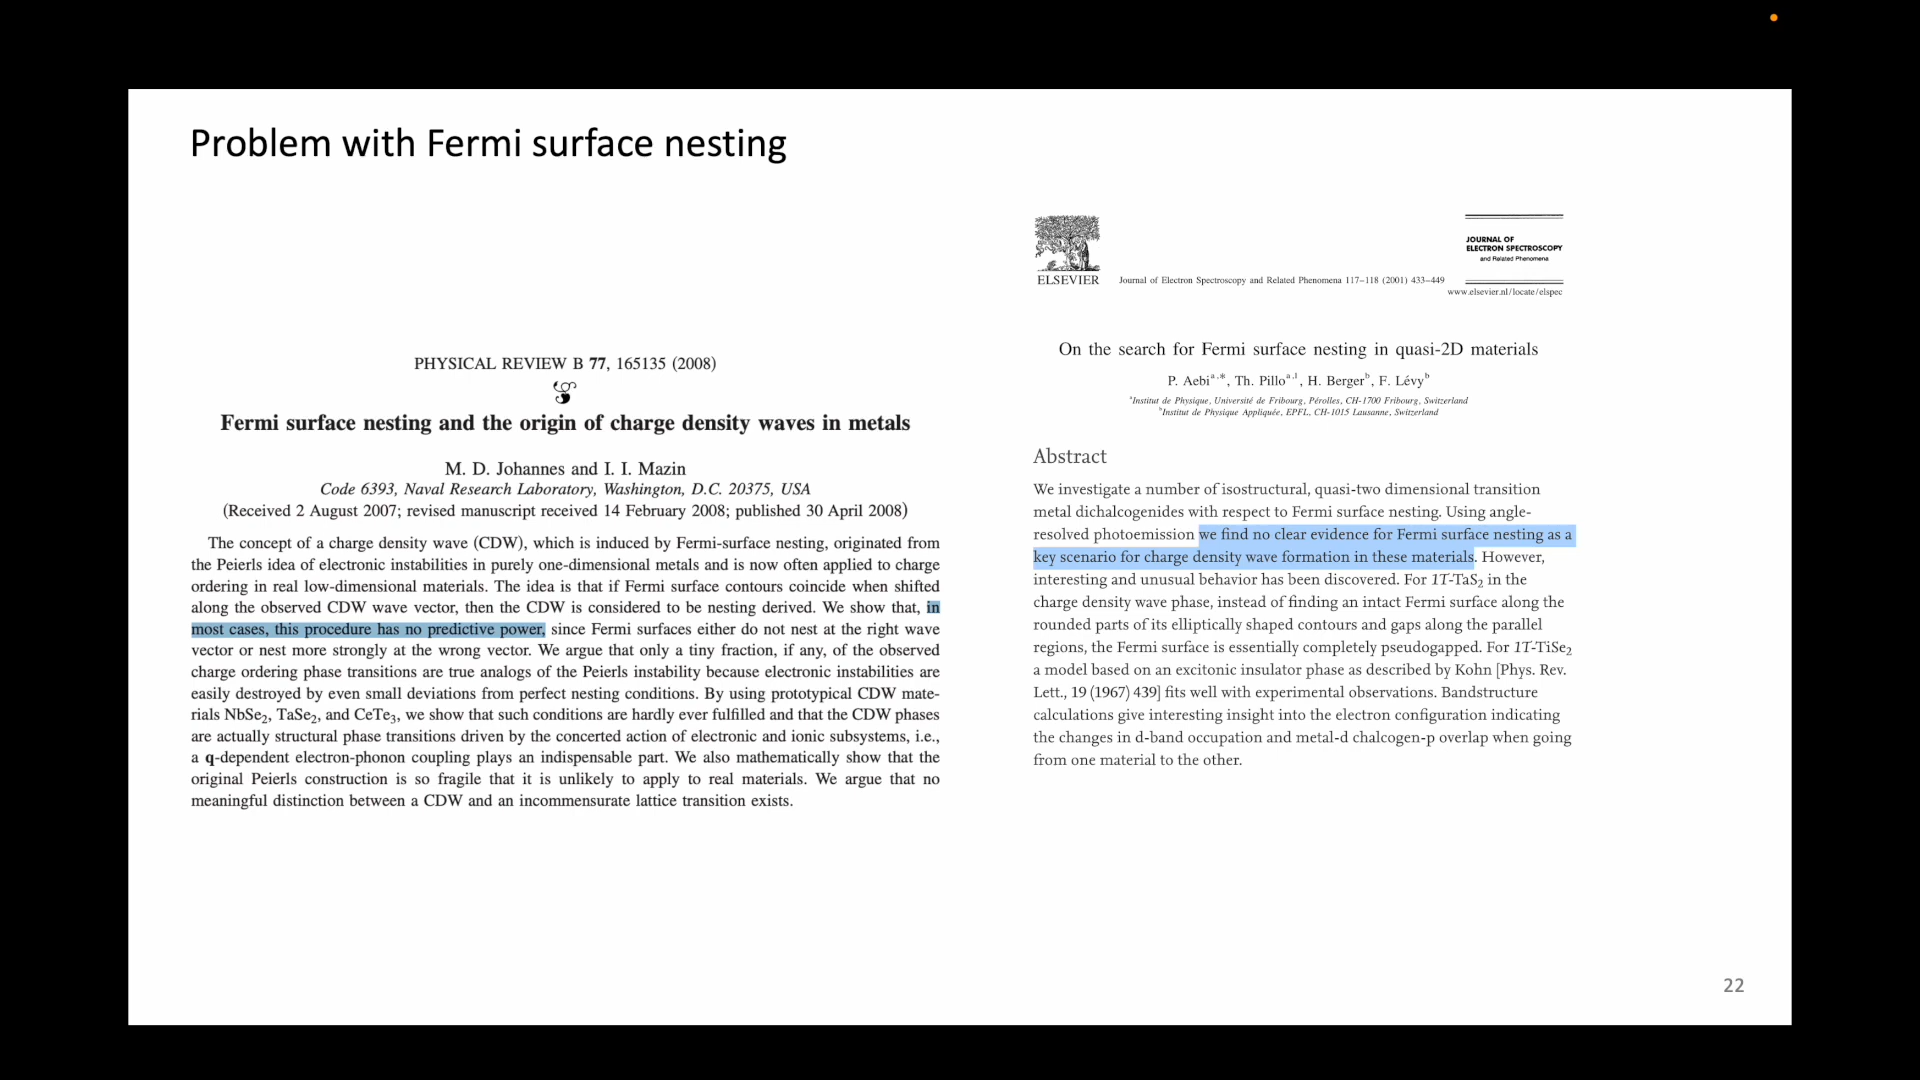 Problem with Fermi surface nesting
PHYSICAL REVIEW B 77, 165135 (2008)
Fermi surface nesting and the origin of charge density waves in metals
M. D. Johannes and I. I. Mazin
Code 6393, Naval Research Laboratory, Washington, D.C. 20375, USA
(Received 2 August 2007; revised manuscript received 14 February 2008; published 30 April 2008)
The concept of a charge density wave (CDW), which is induced by Fermi-surface nesting, originated from
the Peierls idea of electronic instabilities in purely one-dimensional metals and is now often applied to charge
ordering in real low-dimensional materials. The idea is that if Fermi surface contours coincide when shifted
along the observed CDW wave vector, then the CDW is considered to be nesting derived. We show that, in
most cases, this procedure has no predictive power, since Fermi surfaces either do not nest at the right wave
vector or nest more strongly at the wrong vector. We argue that only a tiny fraction, if any, of the observed
charge ordering phase transitions are true analogs of the Peierls instability because electronic instabilities are
easily destroyed by even small deviations from perfect nesting conditions. By using prototypical CDW mate-
rials NbSe₂, TaSe₂, and CeTe₃, we show that such conditions are hardly ever fulfilled and that the CDW phases
are actually structural phase transitions driven by the concerted action of electronic and ionic subsystems, i.e.,
a q-dependent electron-phonon coupling plays an indispensable part. We also mathematically show that the
original Peierls construction is so fragile that it is unlikely to apply to real materials. We argue that no
meaningful distinction between a CDW and an incommensurate lattice transition exists.
ELSEVIER
Journal of Electron Spectroscopy and Related Phenomena 117–118 (2001) 433–449
JOURNAL OF
ELECTRON SPECTROSCOPY
and Related Phenomena
www.elsevier.nl/locate/elspec
On the search for Fermi surface nesting in quasi-2D materials
P. Aebiᵃ,*, Th. Pilloᵃ,¹, H. Bergerᵇ, F. Lévyᵇ
ᵃInstitut de Physique, Université de Fribourg, Pérolles, CH-1700 Fribourg, Switzerland
ᵇInstitut de Physique Appliquée, EPFL, CH-1015 Lausanne, Switzerland
Abstract
We investigate a number of isostructural, quasi-two dimensional transition
metal dichalcogenides with respect to Fermi surface nesting. Using angle-
resolved photoemission we find no clear evidence for Fermi surface nesting as a
key scenario for charge density wave formation in these materials. However,
interesting and unusual behavior has been discovered. For 1T-TaS₂ in the
charge density wave phase, instead of finding an intact Fermi surface along the
rounded parts of its elliptically shaped contours and gaps along the parallel
regions, the Fermi surface is essentially completely pseudogapped. For 1T-TiSe₂
a model based on an excitonic insulator phase as described by Kohn [Phys. Rev.
Lett., 19 (1967) 439] fits well with experimental observations. Bandstructure
calculations give interesting insight into the electron configuration indicating
the changes in d-band occupation and metal-d chalcogen-p overlap when going
from one material to the other.
22